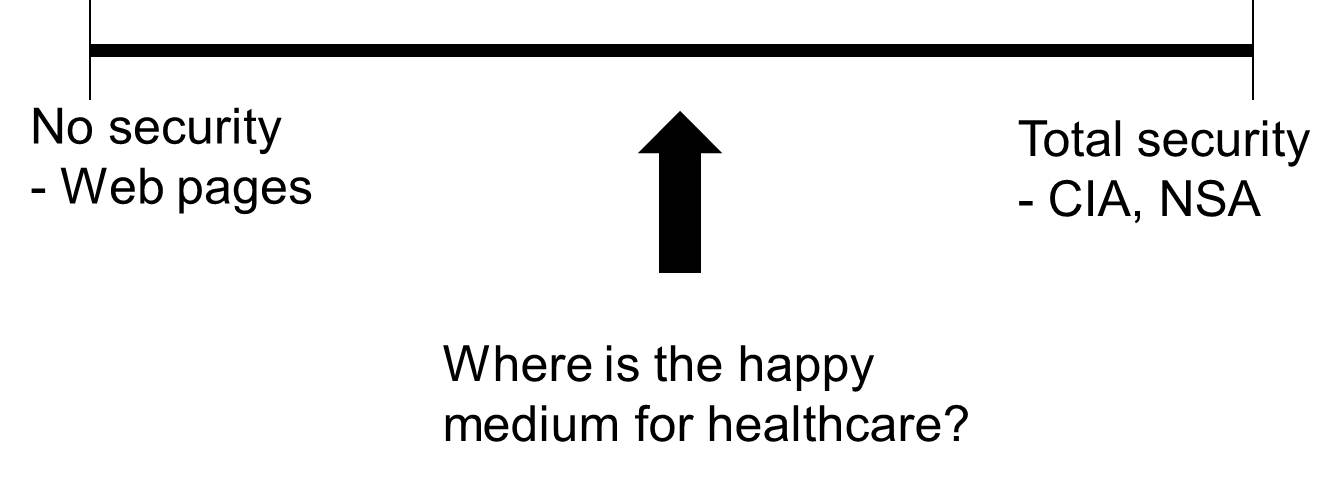 No security
- Web pages
Total security
- CIA, NSA
Where is the happy
medium for healthcare?